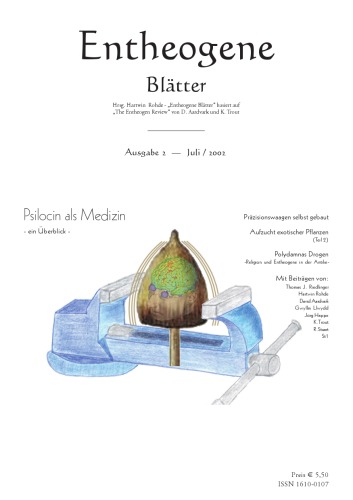 Entheogene
Blätter
Hrsg. Hartwin Rohde - „Entheogene Blätter“ basiert auf
„The Entheogen Review“ von D. Aardvark und K. Trout
Ausgabe 2 — Juli / 2002
Psilocin als Medizin
- ein Überblick -
Präzisionswaagen selbst gebaut
Aufzucht exotischer Pflanzen
(Teil 2)
Polydamnas Drogen
-Religion und Entheogene in der Antike-
Mit Beiträgen von:
Thomas J. Riedlinger
Hartwin Rohde
David Aardvark
Gwyllm Llwydd
Jörg Happe
K. Trout
R. Stuart
Preis € 5,50
ISSN 1610-0107